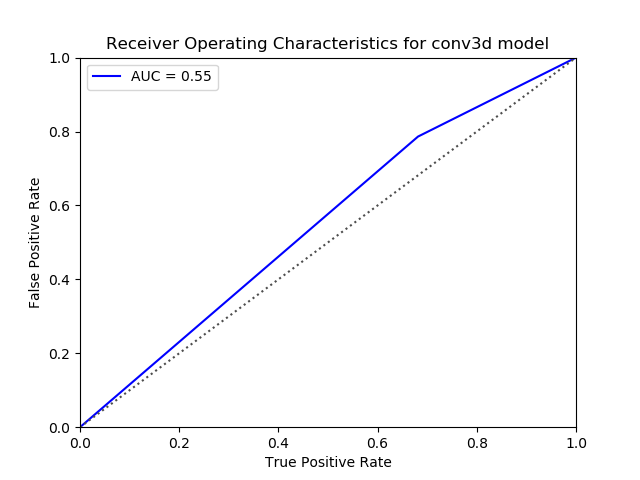 Receiver Operating Characteristics for conv3d model
AUC = 0.55
1.0
0.8
0.6
0.4
0.2
0.0
False Positive Rate
0.0 0.2 0.4 0.6 0.8 1.0
True Positive Rate